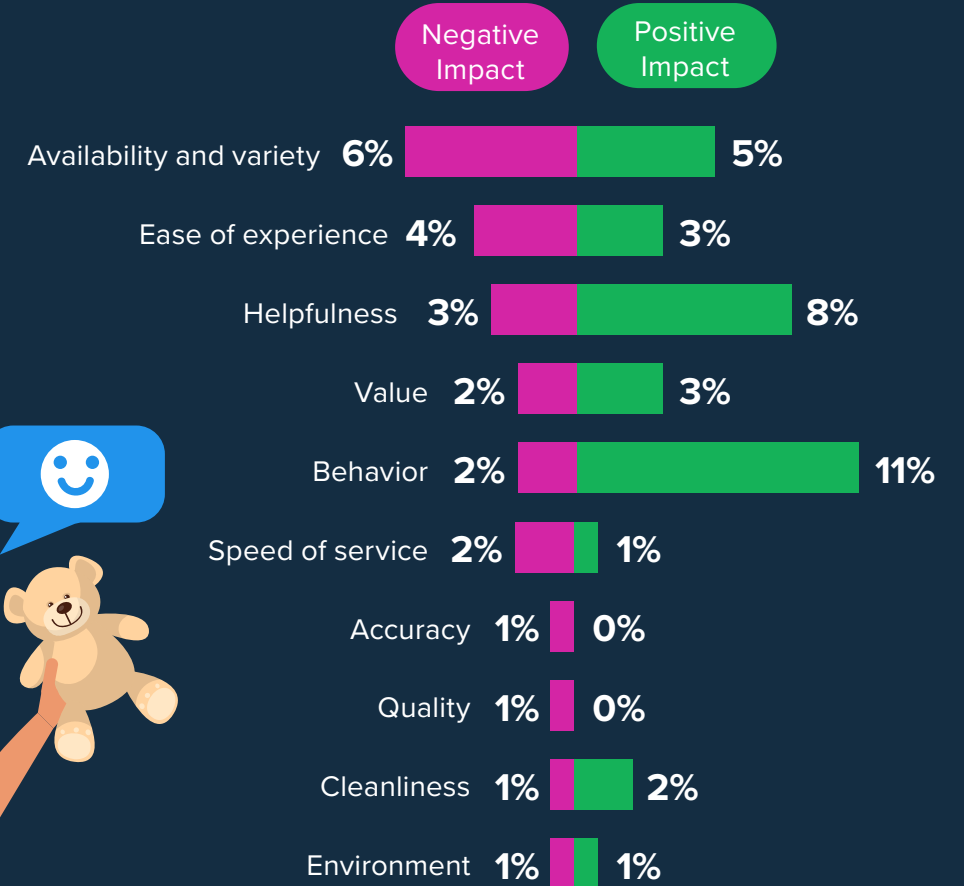 Negative
Impact
Positive
Impact
Availability and variety 6% 5%
Ease of experience 4% 3%
Helpfulness 3% 8%
Value 2% 3%
Behavior 2% 11%
Speed of service 2% 1%
Accuracy 1% 0%
Quality 1% 0%
Cleanliness 1% 2%
Environment 1% 1%